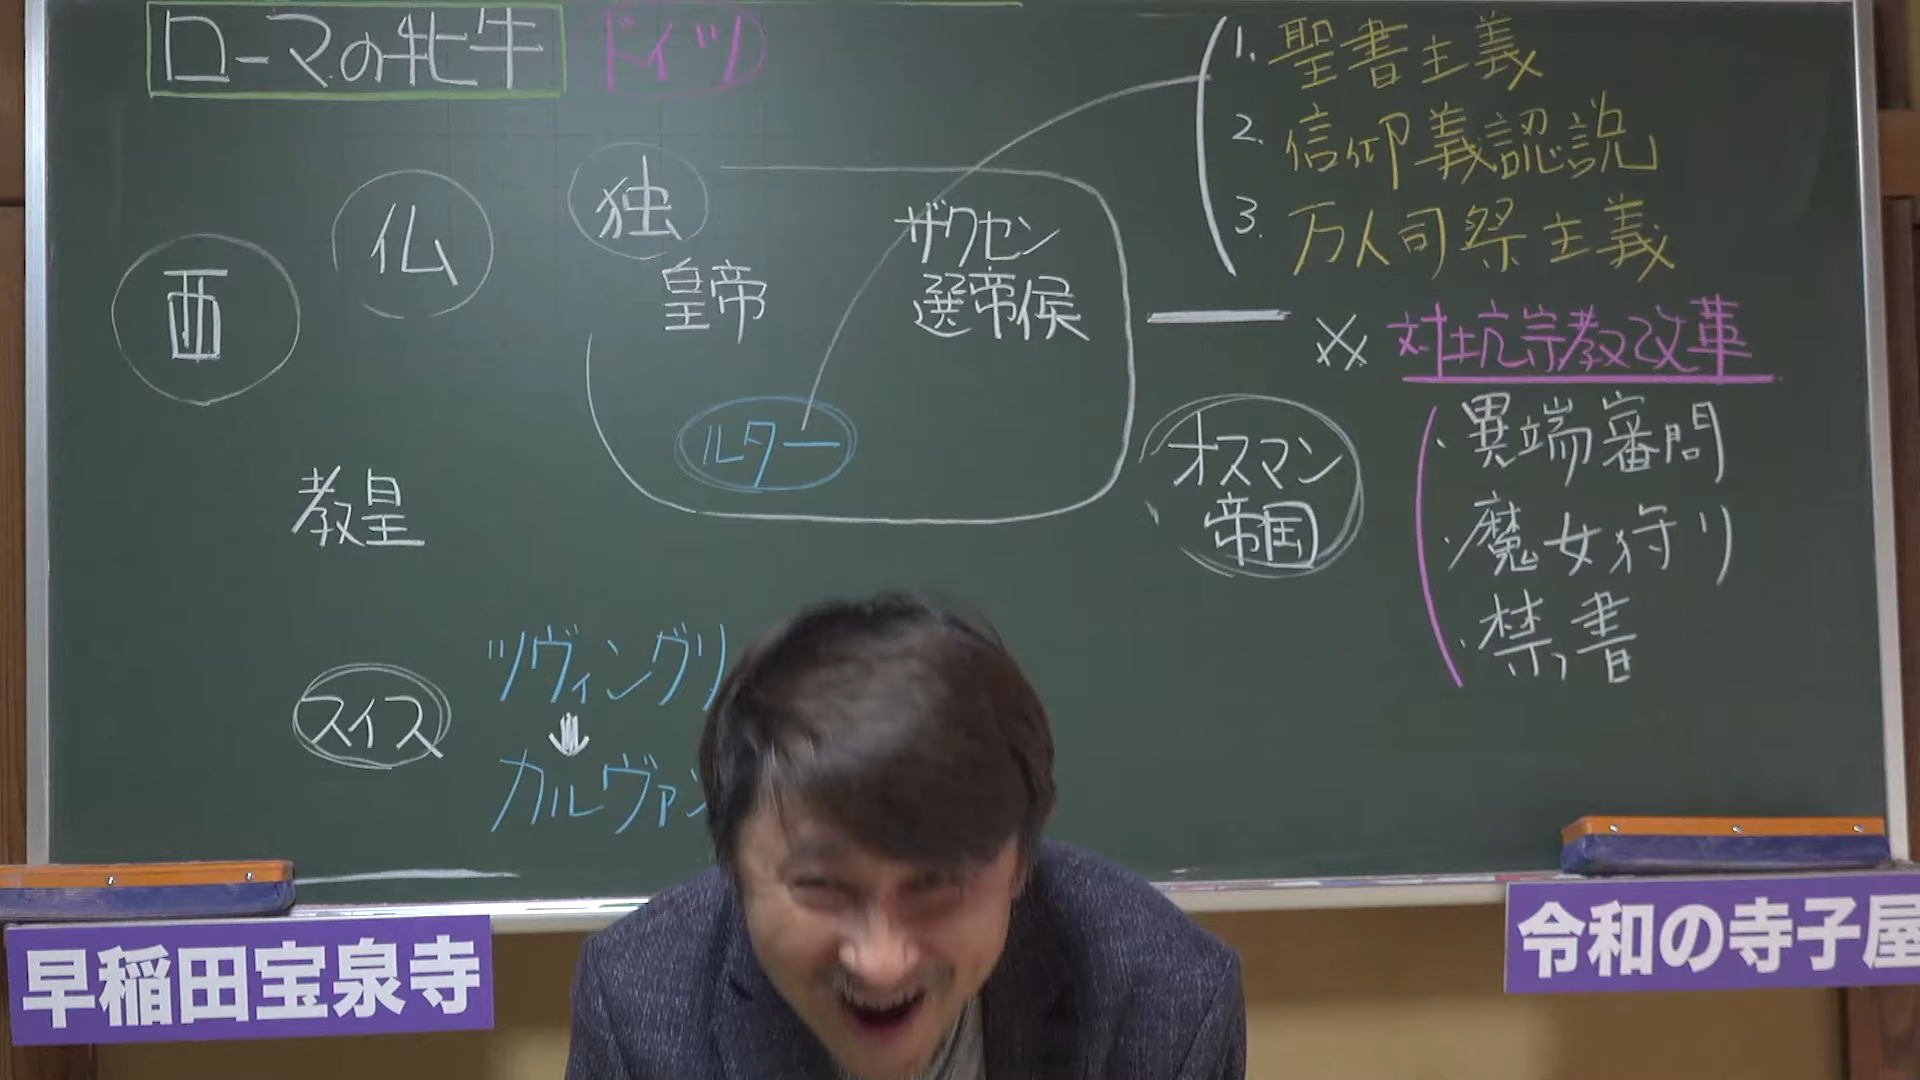 ローマの牝牛 ドイツ
1. 聖書主義
2. 信仰義認説
3. 万人司祭主義
西
仏
独
皇帝
ザクセン
選帝侯
ルター
教皇
オスマン
帝国
※ 対抗宗教改革
・異端審問
・魔女狩り
・禁書
スイス
ツヴィングリ
↓
カルヴァン
早稲田宝泉寺
令和の寺子屋